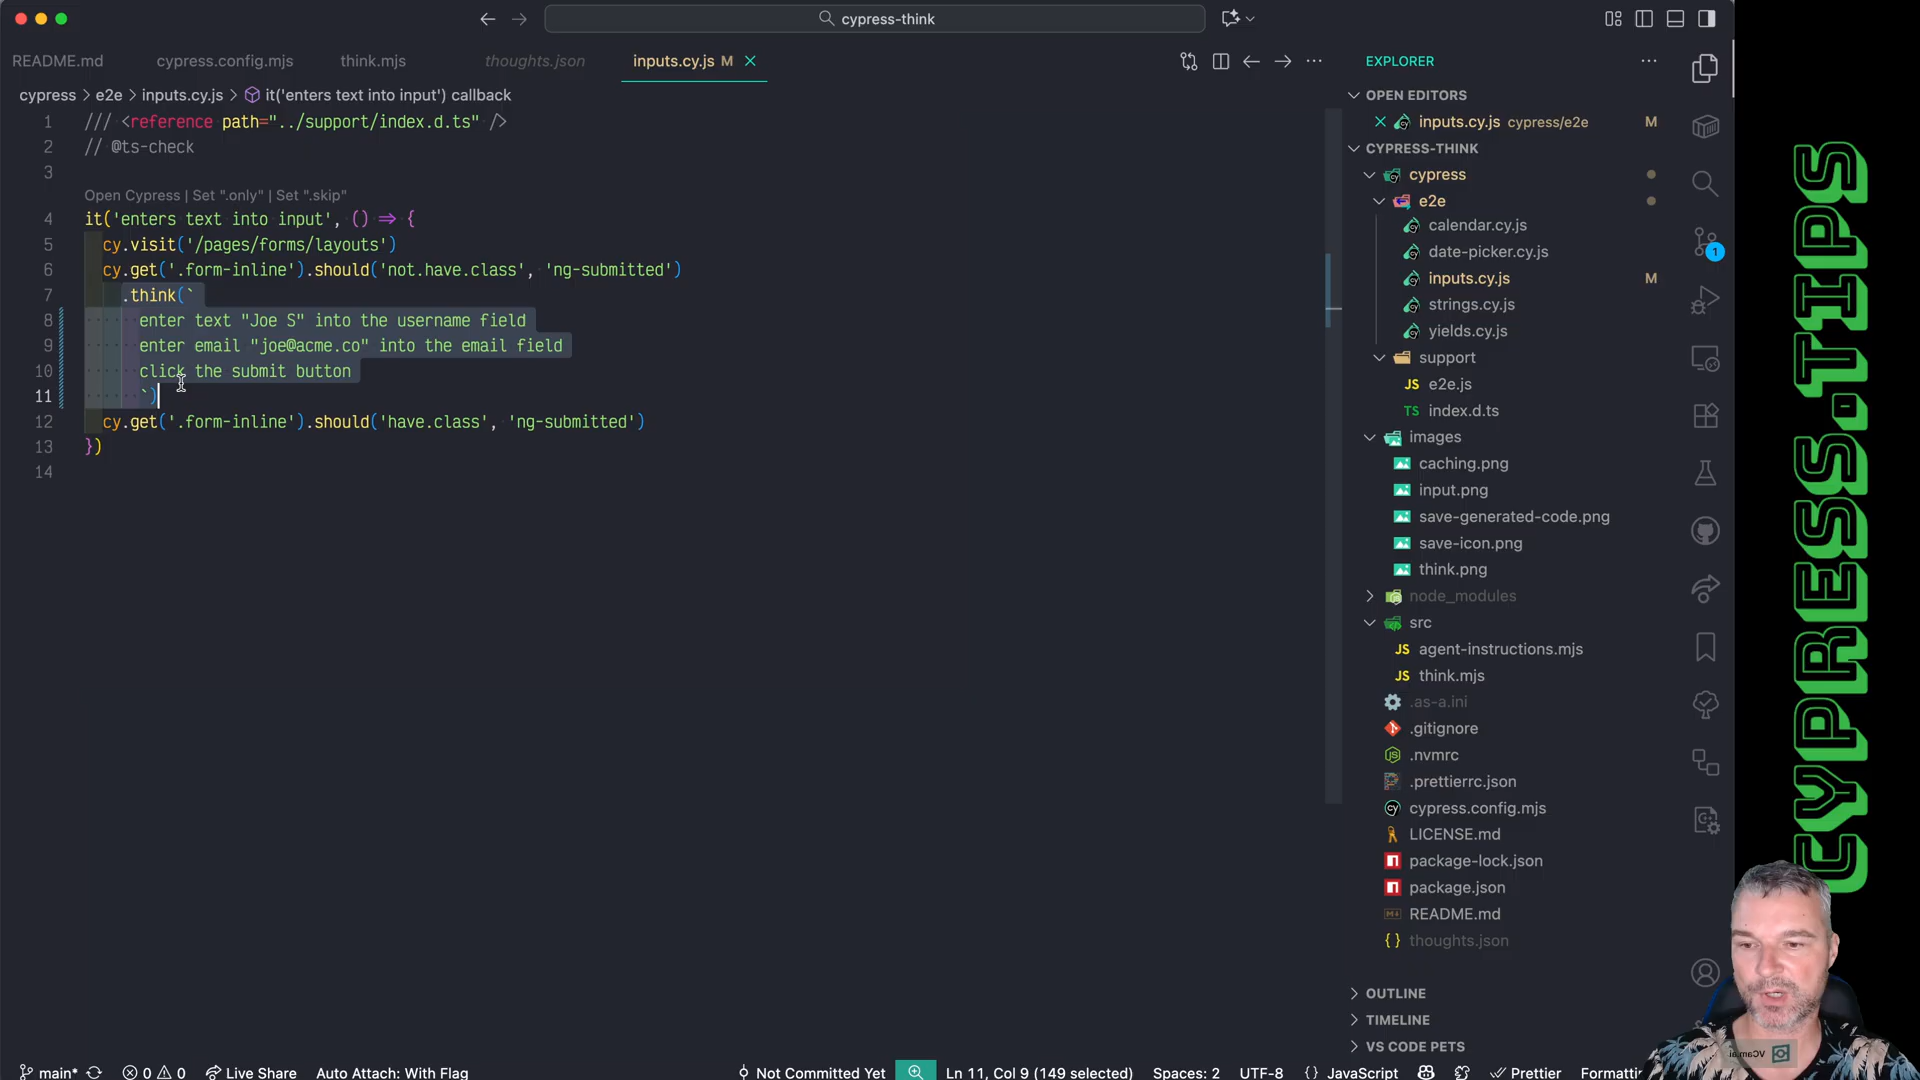 cypress-think
README.md
cypress.config.mjs
think.mjs
thoughts.json
inputs.cy.js M
EXPLORER
cypress > e2e > inputs.cy.js > it('enters text into input') callback
1 /// <reference path="../support/index.d.ts" />
2 // @ts-check
3
Open Cypress | Set ".only" | Set ".skip"
4 it('enters text into input', () => {
5 cy.visit('/pages/forms/layouts')
6 cy.get('.form-inline').should('not.have.class', 'ng-submitted')
7 .think(`
8 enter text "Joe S" into the username field
9 enter email "joe@acme.co" into the email field
10 click the submit button
11 `)
12 cy.get('.form-inline').should('have.class', 'ng-submitted')
13 })
14
OPEN EDITORS
inputs.cy.js cypress/e2e M
CYPRESS-THINK
cypress
e2e
calendar.cy.js
date-picker.cy.js
inputs.cy.js M
strings.cy.js
yields.cy.js
support
JS e2e.js
TS index.d.ts
images
caching.png
input.png
save-generated-code.png
save-icon.png
think.png
node_modules
src
JS agent-instructions.mjs
JS think.mjs
.as-a.ini
.gitignore
.nvmrc
.prettierrc.json
cypress.config.mjs
LICENSE.md
package-lock.json
package.json
README.md
{ } thoughts.json
OUTLINE
TIMELINE
VS CODE PETS
1
CYPRESS.TIPS
VCam.ai
main*
0 0
Live Share
Auto Attach: With Flag
Not Committed Yet
Ln 11, Col 9 (149 selected)
Spaces: 2
UTF-8
{ } JavaScript
Prettier